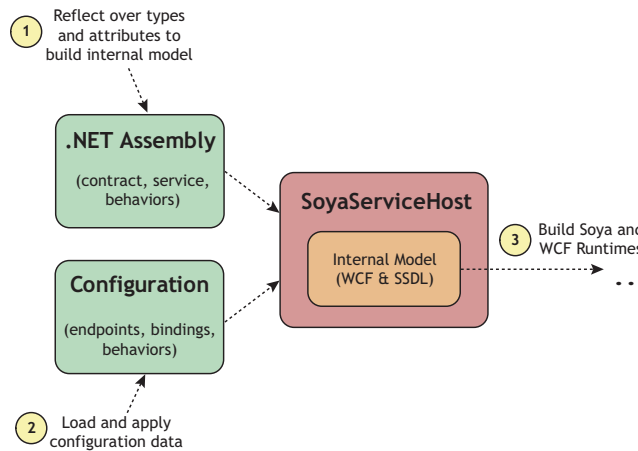 1
Reflect over types
and attributes to
build internal model
.NET Assembly
(contract, service,
behaviors)
SoyaServiceHost
Internal Model
(WCF & SSDL)
3
Build Soya and
WCF Runtimes
. .
Configuration
(endpoints, bindings,
behaviors)
2
Load and apply
configuration data